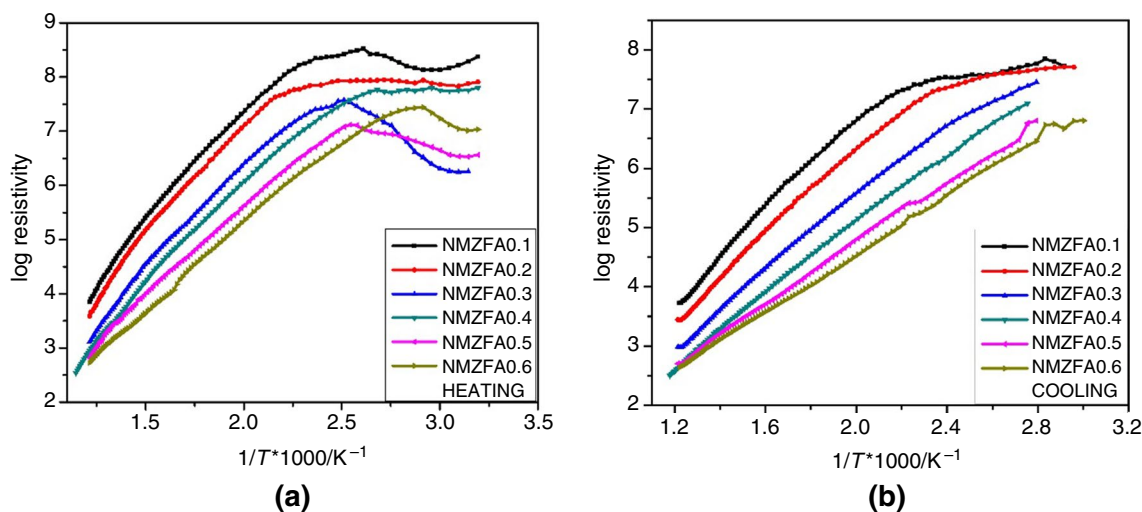 9
8
7
6
5
4
3
2
log resistivity
1.5
2.0
2.5
3.0
3.5
1/T*1000/K⁻¹
NMZFA0.1
NMZFA0.2
NMZFA0.3
NMZFA0.4
NMZFA0.5
NMZFA0.6
HEATING
(a)
8
7
6
5
4
3
2
log resistivity
1.2
1.6
2.0
2.4
2.8
3.2
1/T*1000/K⁻¹
NMZFA0.1
NMZFA0.2
NMZFA0.3
NMZFA0.4
NMZFA0.5
NMZFA0.6
COOLING
(b)